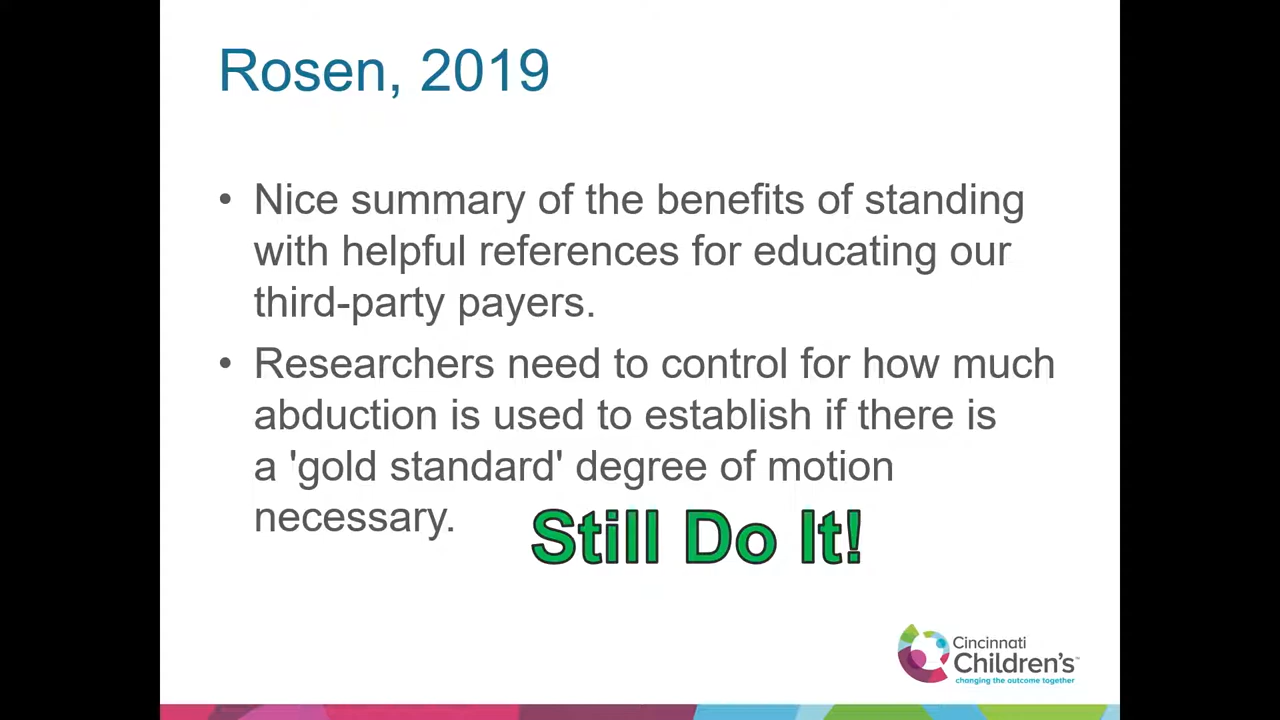 Rosen, 2019
• Nice summary of the benefits of standing
with helpful references for educating our
third-party payers.
• Researchers need to control for how much
abduction is used to establish if there is
a 'gold standard' degree of motion
necessary.
Still Do It!
Cincinnati
Children's™
changing the outcome together